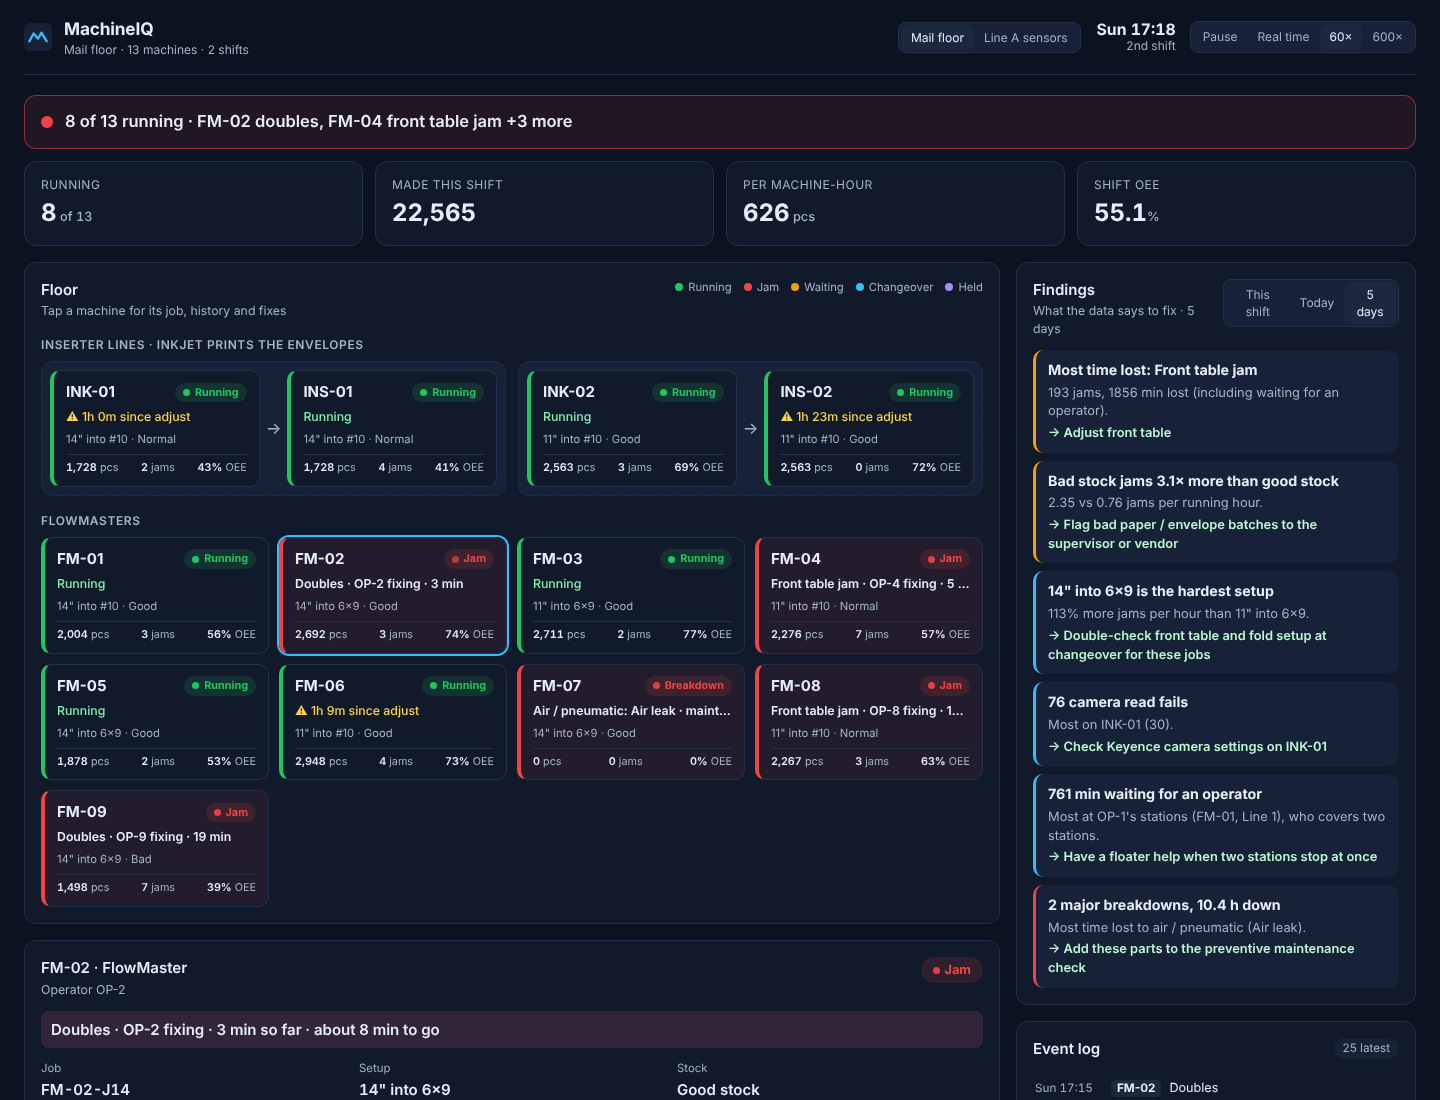 MachineIQ
Mail floor · 13 machines · 2 shifts
Mail floor
Line A sensors
Sun 17:18
2nd shift
Pause
Real time
60×
600×
8 of 13 running · FM-02 doubles, FM-04 front table jam +3 more
RUNNING
8 of 13
MADE THIS SHIFT
22,565
PER MACHINE-HOUR
626 pcs
SHIFT OEE
55.1%
Floor
Tap a machine for its job, history and fixes
Running
Jam
Waiting
Changeover
Held
INSERTER LINES · INKJET PRINTS THE ENVELOPES
INK-01
Running
⚠ 1h 0m since adjust
14" into #10 · Normal
1,728 pcs 2 jams 43% OEE
→
INS-01
Running
Running
14" into #10 · Normal
1,728 pcs 4 jams 41% OEE
INK-02
Running
Running
11" into #10 · Good
2,563 pcs 3 jams 69% OEE
→
INS-02
Running
⚠ 1h 23m since adjust
11" into #10 · Good
2,563 pcs 0 jams 72% OEE
FLOWMASTERS
FM-01
Running
Running
14" into #10 · Good
2,004 pcs 3 jams 56% OEE
FM-02
Jam
Doubles · OP-2 fixing · 3 min
14" into 6×9 · Good
2,692 pcs 3 jams 74% OEE
FM-03
Running
Running
11" into 6×9 · Good
2,711 pcs 2 jams 77% OEE
FM-04
Jam
Front table jam · OP-4 fixing · 5 ...
11" into #10 · Normal
2,276 pcs 7 jams 57% OEE
FM-05
Running
Running
14" into 6×9 · Good
1,878 pcs 2 jams 53% OEE
FM-06
Running
⚠ 1h 9m since adjust
11" into #10 · Good
2,948 pcs 4 jams 73% OEE
FM-07
Breakdown
Air / pneumatic: Air leak · maint...
14" into 6×9 · Good
0 pcs 0 jams 0% OEE
FM-08
Jam
Front table jam · OP-8 fixing · 1...
11" into #10 · Normal
2,267 pcs 3 jams 63% OEE
FM-09
Jam
Doubles · OP-9 fixing · 19 min
14" into 6×9 · Bad
1,498 pcs 7 jams 39% OEE
FM-02 · FlowMaster
Operator OP-2
Jam
Doubles · OP-2 fixing · 3 min so far · about 8 min to go
Job
FM-02-J14
Setup
14" into 6×9
Stock
Good stock
Findings
What the data says to fix · 5
days
This
shift
Today
5
days
Most time lost: Front table jam
193 jams, 1856 min lost (including waiting for an
operator).
→ Adjust front table
Bad stock jams 3.1× more than good stock
2.35 vs 0.76 jams per running hour.
→ Flag bad paper / envelope batches to the
supervisor or vendor
14" into 6×9 is the hardest setup
113% more jams per hour than 11" into 6×9.
→ Double-check front table and fold setup at
changeover for these jobs
76 camera read fails
Most on INK-01 (30).
→ Check Keyence camera settings on INK-01
761 min waiting for an operator
Most at OP-1's stations (FM-01, Line 1), who covers two
stations.
→ Have a floater help when two stations stop at once
2 major breakdowns, 10.4 h down
Most time lost to air / pneumatic (Air leak).
→ Add these parts to the preventive maintenance
check
Event log
25 latest
Sun 17:15 FM-02 Doubles